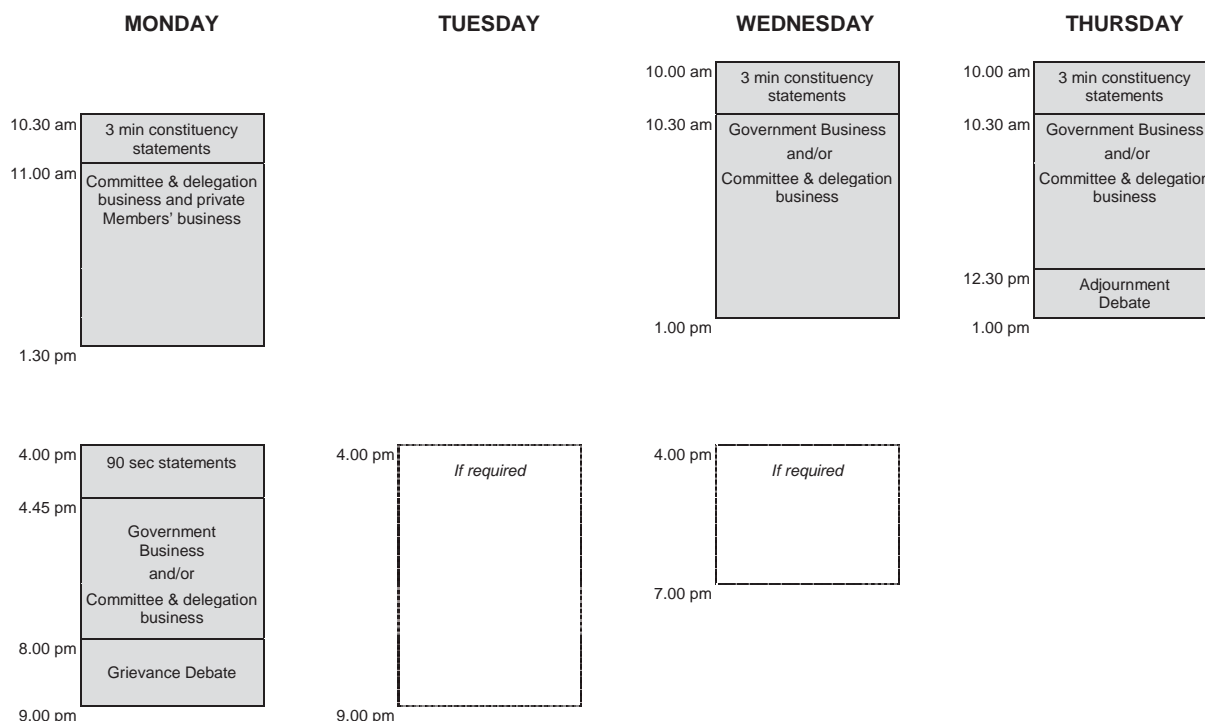 MONDAY
TUESDAY
WEDNESDAY
THURSDAY
10.30 am
3 min constituency
statements
11.00 am
Committee & delegation
business and private
Members' business
1.30 pm
4.00 pm
90 sec statements
4.45 pm
Government
Business
and/or
Committee & delegation
business
8.00 pm
Grievance Debate
9.00 pm
4.00 pm
If required
9.00 pm
10.00 am
3 min constituency
statements
10.30 am
Government Business
and/or
Committee & delegation
business
1.00 pm
4.00 pm
If required
7.00 pm
10.00 am
3 min constituency
statements
10.30 am
Government Business
and/or
Committee & delegation
business
12.30 pm
Adjournment
Debate
1.00 pm